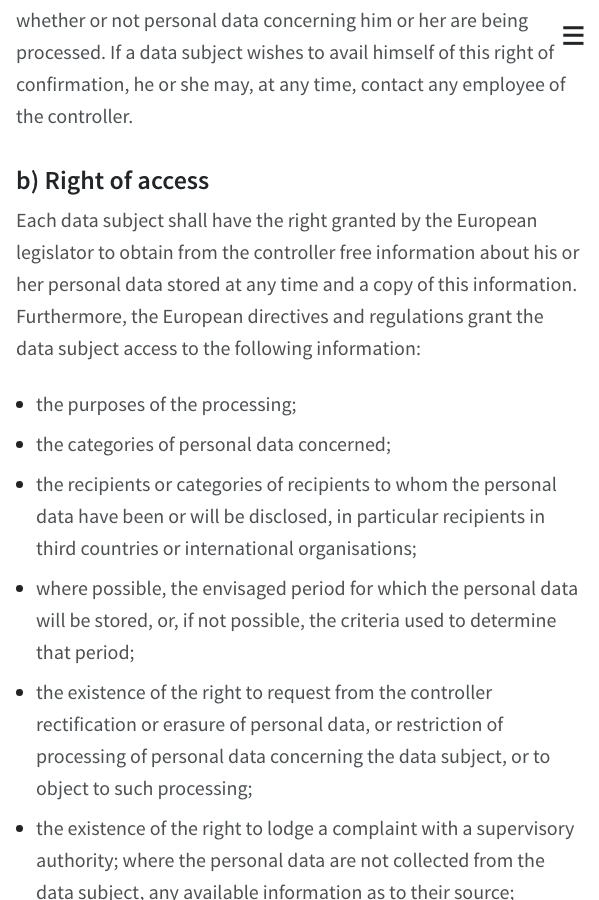 whether or not personal data concerning him or her are being
processed. If a data subject wishes to avail himself of this right of
confirmation, he or she may, at any time, contact any employee of
the controller.
b) Right of access
Each data subject shall have the right granted by the European
legislator to obtain from the controller free information about his or
her personal data stored at any time and a copy of this information.
Furthermore, the European directives and regulations grant the
data subject access to the following information:
the purposes of the processing;
the categories of personal data concerned;
the recipients or categories of recipients to whom the personal
data have been or will be disclosed, in particular recipients in
third countries or international organisations;
where possible, the envisaged period for which the personal data
will be stored, or, if not possible, the criteria used to determine
that period;
the existence of the right to request from the controller
rectification or erasure of personal data, or restriction of
processing of personal data concerning the data subject, or to
object to such processing;
the existence of the right to lodge a complaint with a supervisory
authority; where the personal data are not collected from the
data subject, any available information as to their source;